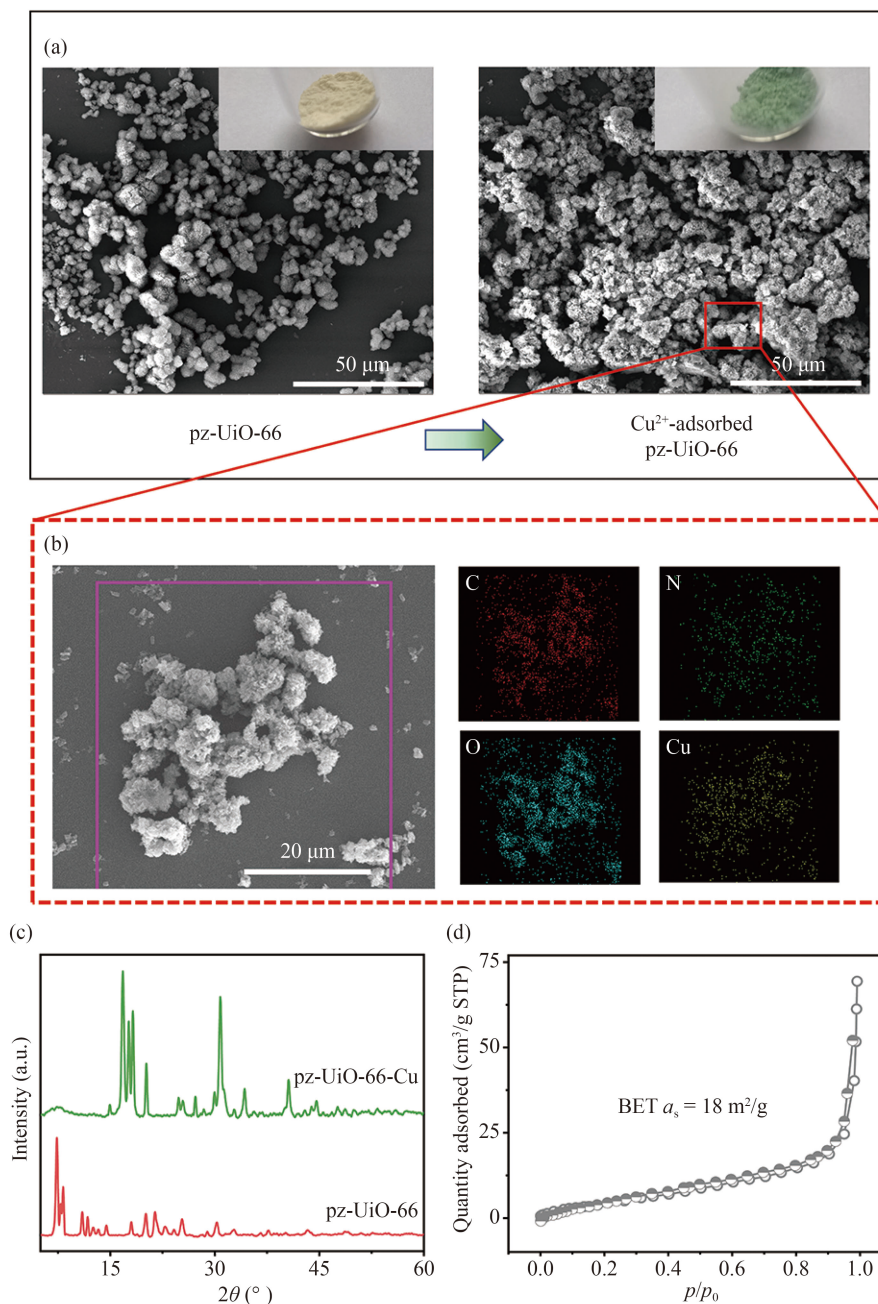 (a)
50 μm
50 μm
pz-UiO-66
Cu²⁺-adsorbed
pz-UiO-66
(b)
20 μm
C
N
O
Cu
(c)
Intensity (a.u.)
pz-UiO-66-Cu
pz-UiO-66
15
30
45
60
2θ (°)
(d)
Quantity adsorbed (cm³/g STP)
75
50
25
0
BET aₛ = 18 m²/g
0.0
0.2
0.4
0.6
0.8
1.0
p/p₀